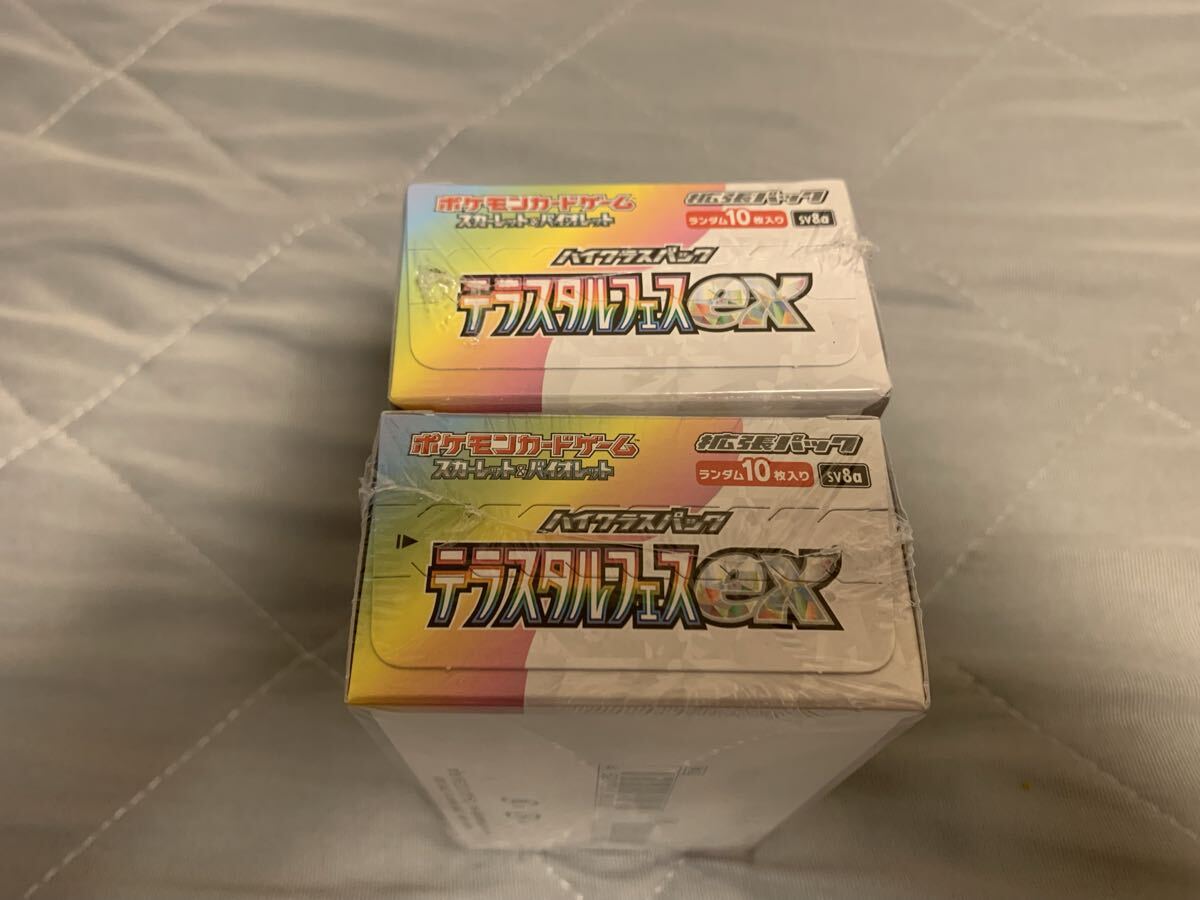 ポケモンカードゲーム
スカーレット&バイオレット
拡張パック
ランダム10枚入り
SV8a
ハイクラスパック
テラスタルフェスex
ポケモンカードゲーム
スカーレット&バイオレット
拡張パック
ランダム10枚入り
SV8a
ハイクラスパック
テラスタルフェスex